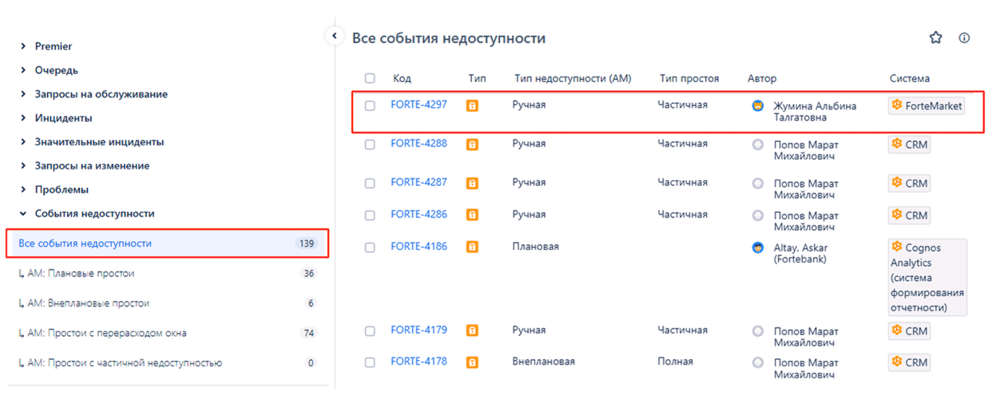 Premier
Очередь
Запросы на обслуживание
Инциденты
Значительные инциденты
Запросы на изменение
Проблемы
События недоступности
Все события недоступности 139
↳ AM: Плановые простои 36
↳ AM: Внеплановые простои 6
↳ AM: Простои с перерасходом окна 74
↳ AM: Простои с частичной недоступностью 0
Все события недоступности
Код Тип Тип недоступности (AM) Тип простоя Автор Система
FORTE-4297 Ручная Частичная Жумина Альбина ForteMarket
Талгатовна
FORTE-4288 Ручная Частичная Попов Марат CRM
Михайлович
FORTE-4287 Ручная Частичная Попов Марат CRM
Михайлович
FORTE-4286 Ручная Частичная Попов Марат CRM
Михайлович
FORTE-4186 Плановая Altay, Askar Cognos
(Fortebank) Analytics
(система
формирования
отчетности)
FORTE-4179 Ручная Частичная Попов Марат CRM
Михайлович
FORTE-4178 Внеплановая Полная Попов Марат CRM
Михайлович